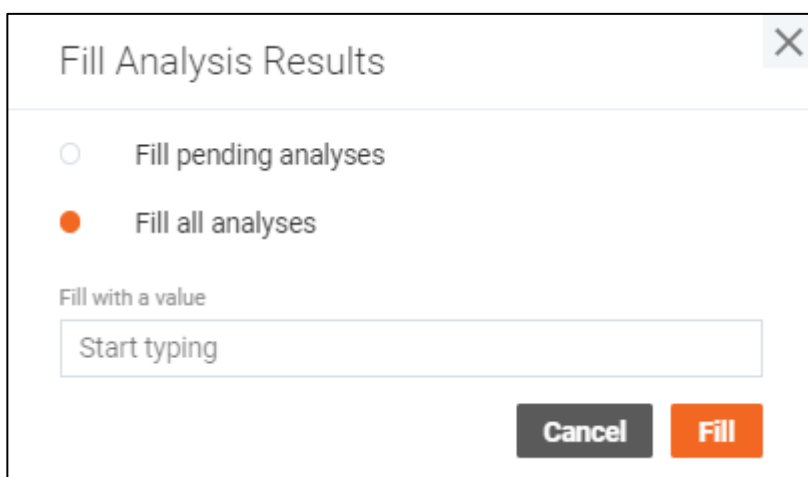 Fill Analysis Results
Fill pending analyses
Fill all analyses
Fill with a value
Start typing
Cancel Fill